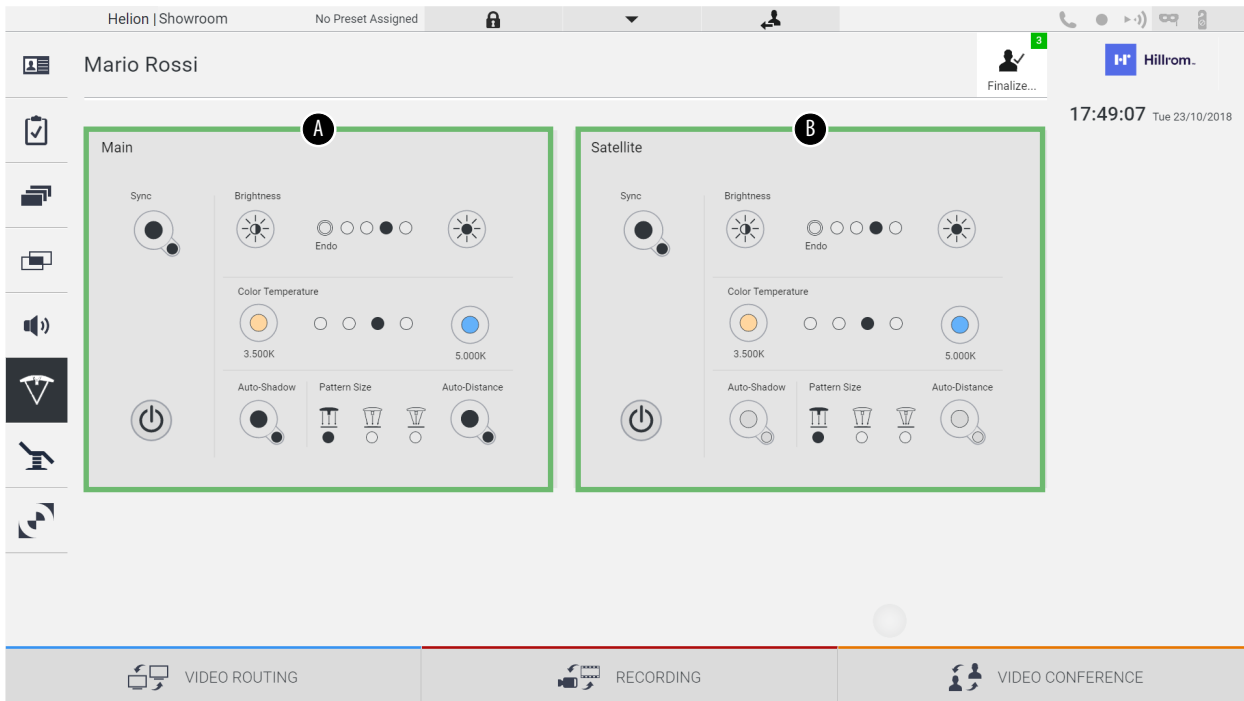 Helion | Showroom No Preset Assigned
Mario Rossi
3
Finalize...
Hillrom
17:49:07 Tue 23/10/2018
A
Main
Sync
Brightness
Endo
Color Temperature
3.500K 5.000K
Auto-Shadow Pattern Size Auto-Distance
B
Satellite
Sync
Brightness
Endo
Color Temperature
3.500K 5.000K
Auto-Shadow Pattern Size Auto-Distance
VIDEO ROUTING RECORDING VIDEO CONFERENCE